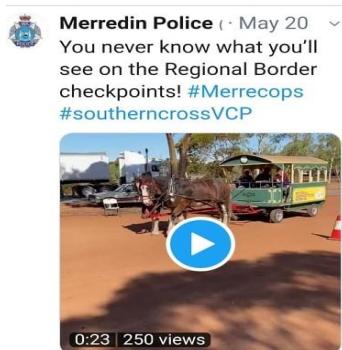 Merredin Police (· May 20
You never know what you'll
see on the Regional Border
checkpoints! #Merrecops
#southerncrossVCP
0:23 250 views